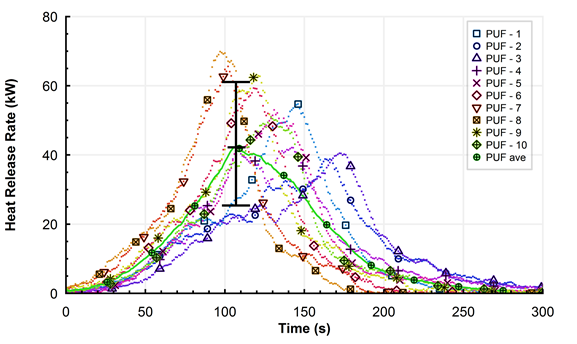 Heat Release Rate (kW)
80
60
40
20
0
0 50 100 150 200 250 300
Time (s)
PUF - 1
PUF - 2
PUF - 3
PUF - 4
PUF - 5
PUF - 6
PUF - 7
PUF - 8
PUF - 9
PUF - 10
PUF ave